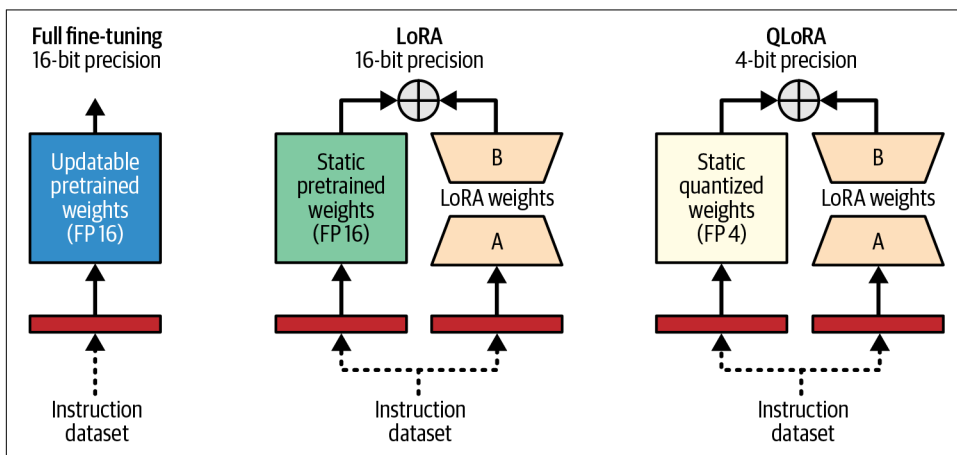 Full fine-tuning
16-bit precision
Updatable
pretrained
weights
(FP 16)
Instruction
dataset
LoRA
16-bit precision
Static
pretrained
weights
(FP 16)
B
LoRA weights
A
Instruction
dataset
QLoRA
4-bit precision
Static
quantized
weights
(FP 4)
B
LoRA weights
A
Instruction
dataset